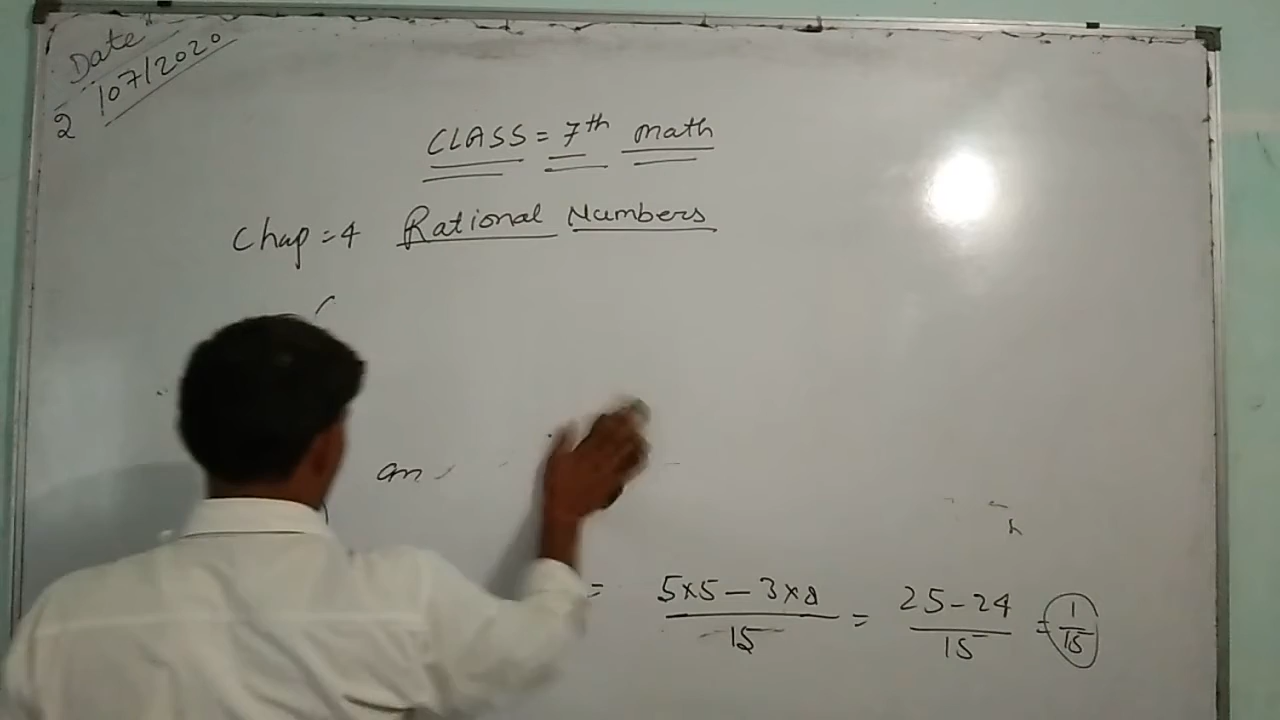 Date
2 /07/2020
CLASS = 7th math
Chap = 4 Rational Numbers
= 5×5 – 3×8 / 15 = 25 – 24 / 15 = 1/15